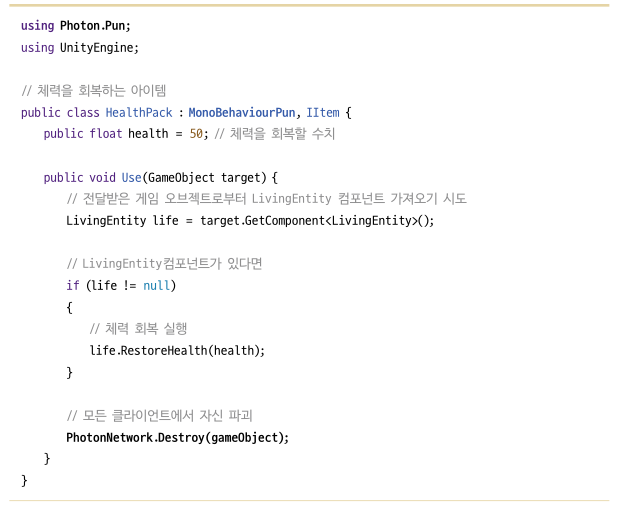 using Photon.Pun;
using UnityEngine;
// 체력을 회복하는 아이템
public class HealthPack : MonoBehaviourPun, IItem {
public float health = 50; // 체력을 회복할 수치
public void Use(GameObject target) {
// 전달받은 게임 오브젝트로부터 LivingEntity 컴포넌트 가져오기 시도
LivingEntity life = target.GetComponent<LivingEntity>();
// LivingEntity컴포넌트가 있다면
if (life != null)
{
// 체력 회복 실행
life.RestoreHealth(health);
}
// 모든 클라이언트에서 자신 파괴
PhotonNetwork.Destroy(gameObject);
}
}